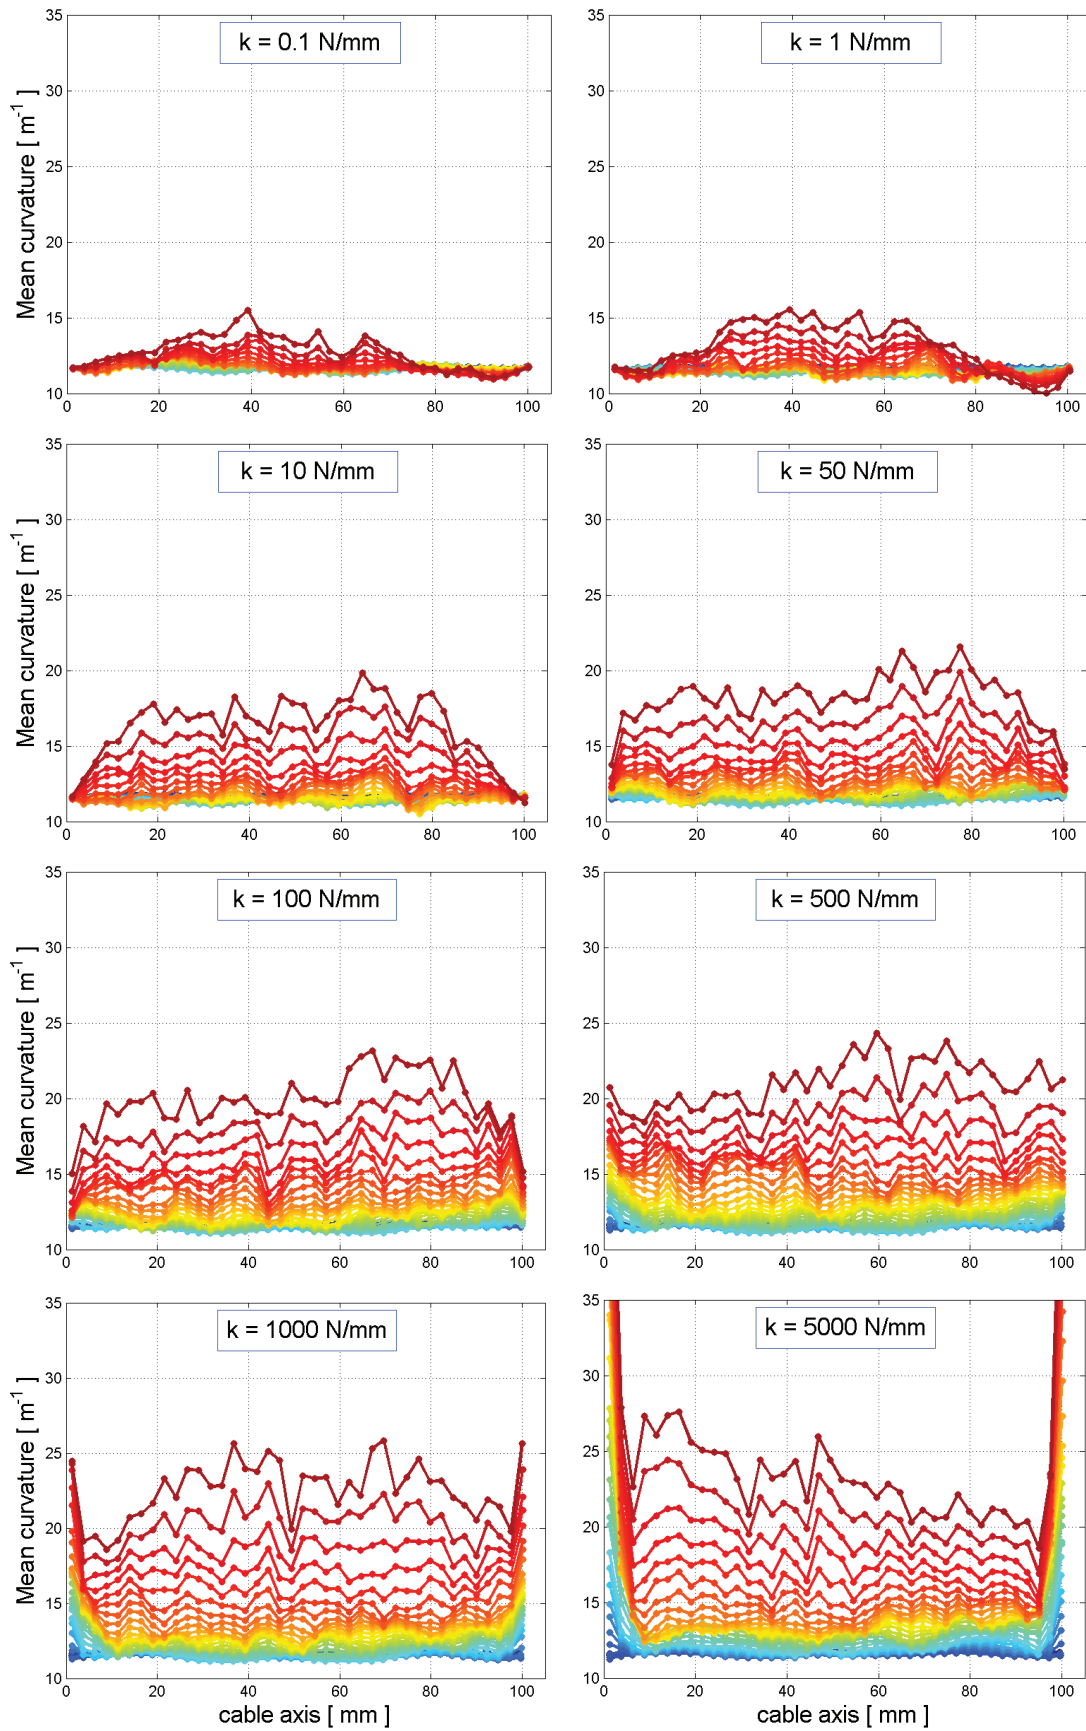 k = 0.1 N/mm
k = 1 N/mm
Mean curvature [ m-1 ]
35
30
25
20
15
10
0 20 40 60 80 100
35
30
25
20
15
10
0 20 40 60 80 100
k = 10 N/mm
k = 50 N/mm
Mean curvature [ m-1 ]
35
30
25
20
15
10
0 20 40 60 80 100
35
30
25
20
15
10
0 20 40 60 80 100
k = 100 N/mm
k = 500 N/mm
Mean curvature [ m-1 ]
35
30
25
20
15
10
0 20 40 60 80 100
35
30
25
20
15
10
0 20 40 60 80 100
k = 1000 N/mm
k = 5000 N/mm
Mean curvature [ m-1 ]
35
30
25
20
15
10
0 20 40 60 80 100
cable axis [ mm ]
35
30
25
20
15
10
0 20 40 60 80 100
cable axis [ mm ]